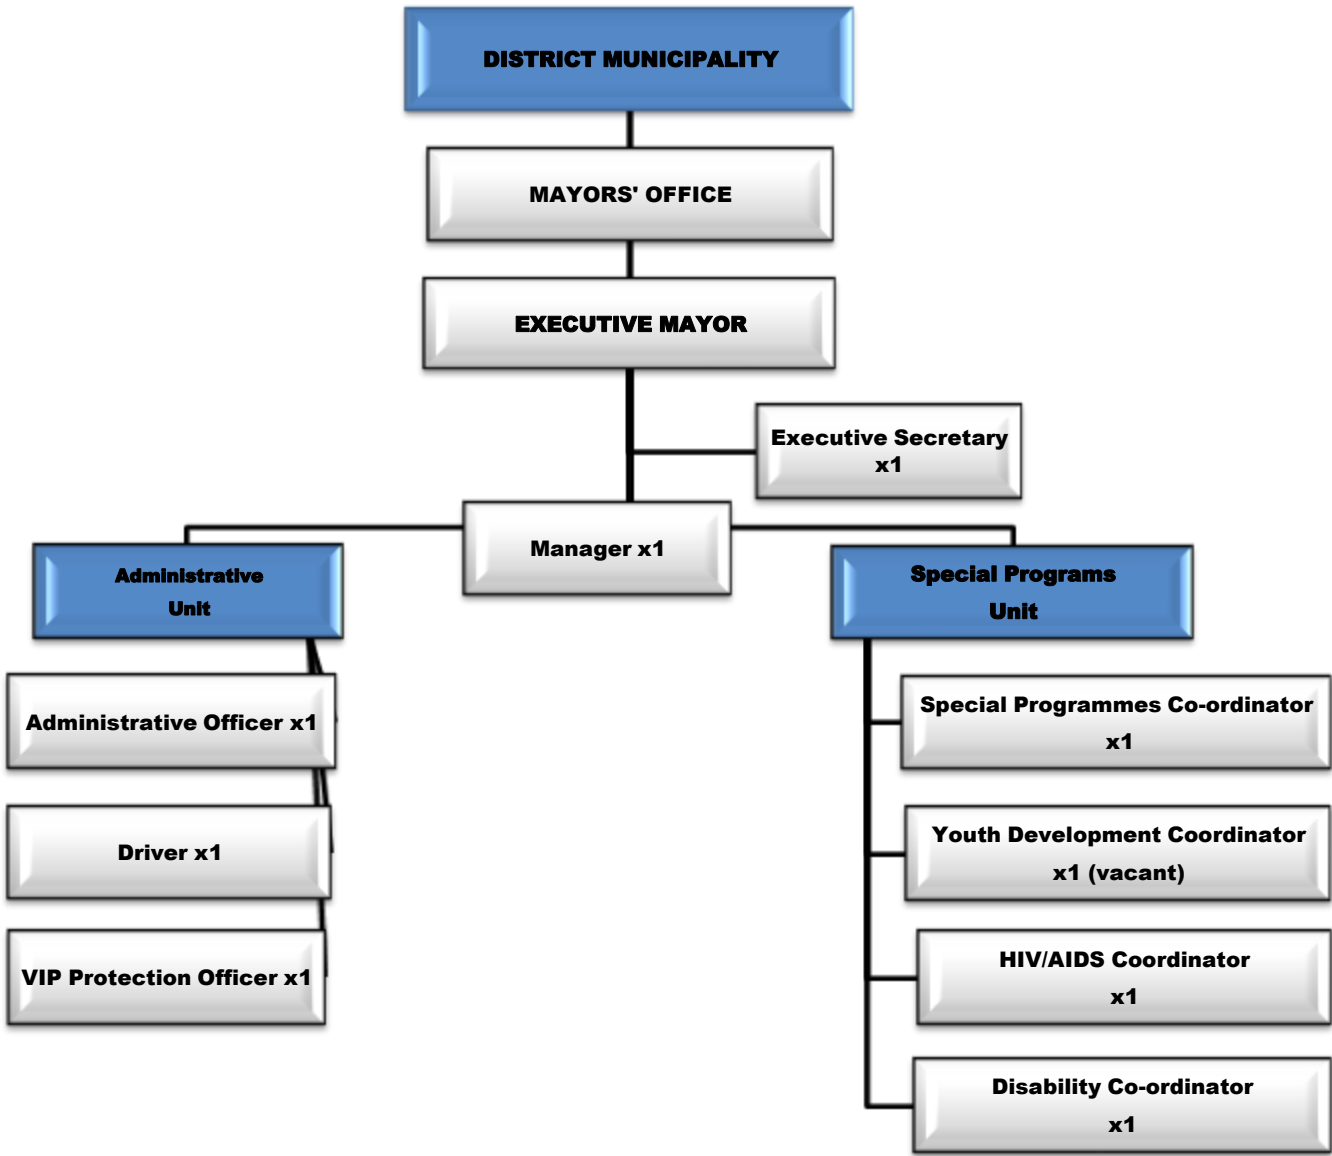 DISTRICT MUNICIPALITY
MAYORS' OFFICE
EXECUTIVE MAYOR
Executive Secretary
x1
Manager x1
Administrative
Unit
Administrative Officer x1
Driver x1
VIP Protection Officer x1
Special Programs
Unit
Special Programmes Co-ordinator
x1
Youth Development Coordinator
x1 (vacant)
HIV/AIDS Coordinator
x1
Disability Co-ordinator
x1